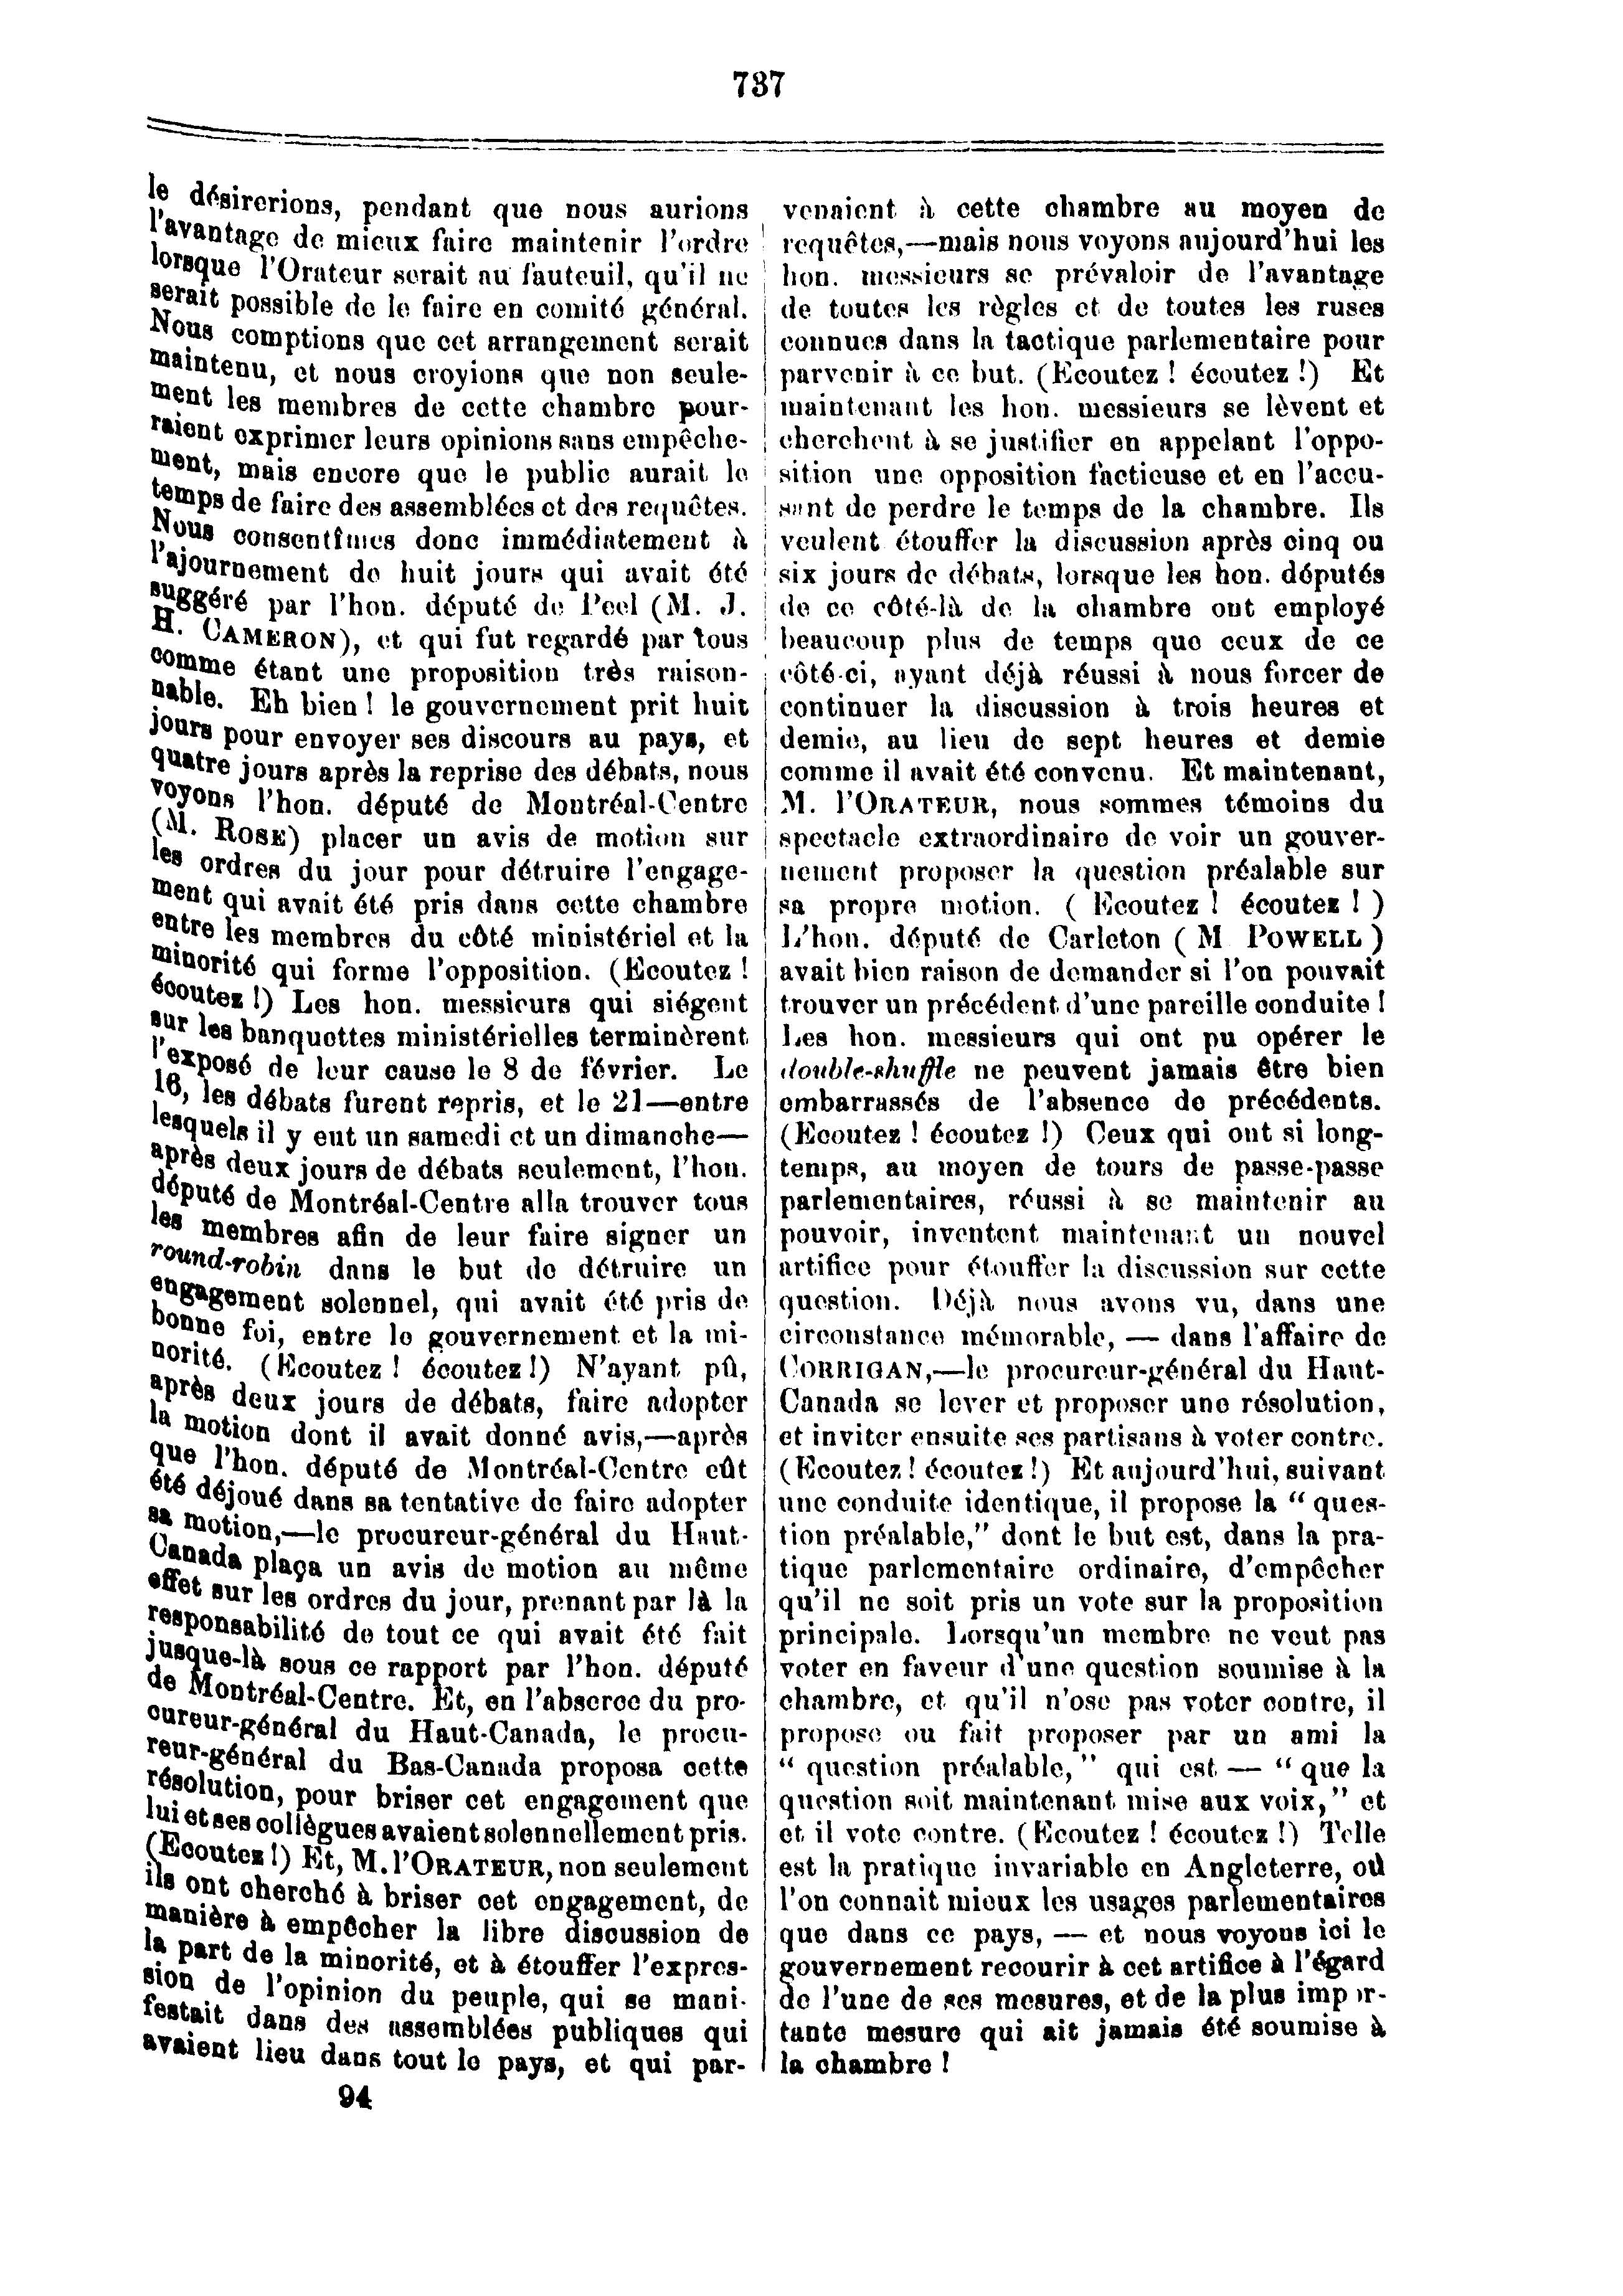 737
le désirerions, pendant que nous aurions
l'avantage de mieux faire maintenir l'ordre
lorsque l'Orateur serait au fauteuil, qu'il ne
serait possible de le faire en comité général.
Nous comptions que cet arrangement serait
maintenu, et nous croyions que non seule-
ment les membres de cette chambre pour-
raient exprimer leurs opinions sans empêche-
ment, mais encore que le public aurait le
temps de faire des assemblées et des requêtes.
Nous consentîmes donc immédiatement à
l'ajournement de huit jours qui avait été
suggéré par l'hon. député de Peel (M. J.
H. CAMERON), et qui fut regardé par tous
comme étant une proposition très raison-
nable. Eh bien ! le gouvernement prit huit
jours pour envoyer ses discours au pays, et
quatre jours après la reprise des débats, nous
voyons l'hon. député de Montréal-Centre
(M. ROSE) placer un avis de motion sur
les ordres du jour pour détruire l'engage-
ment qui avait été pris dans cette chambre
entre les membres du côté ministériel et la
minorité qui forme l'opposition. (Ecoutez !
écoutez !) Les hon. messieurs qui siégent
sur les banquettes ministérielles terminèrent
l'exposé de leur cause le 8 de février. Le
16, les débats furent repris, et le 21—entre
lesquels il y eut un samedi et un dimanche—
après deux jours de débats seulement, l'hon.
député de Montréal-Centre alla trouver tous
les membres afin de leur faire signer un
round-robin dans le but de détruire un
engagement solennel, qui avait été pris de
bonne foi, entre le gouvernement et la mi-
norité. (Ecoutez ! écoutez !) N'ayant pû,
après deux jours de débats, faire adopter
la motion dont il avait donné avis,—après
que l'hon. député de Montréal-Centre eût
été déjoué dans sa tentative de faire adopter
sa motion,—le procureur-général du Haut-
Canada plaça un avis de motion au même
effet sur les ordres du jour, prenant par là la
responsabilité de tout ce qui avait été fait
jusque-là sous ce rapport par l'hon. député
de Montréal-Centre. Et, en l'absence du pro-
cureur-général du Haut-Canada, le procu-
reur-général du Bas-Canada proposa cette
résolution, pour briser cet engagement que
lui et ses collègues avaient solennellement pris.
(Ecoutez !) Et, M. l'ORATEUR, non seulement
ils ont cherché à briser cet engagement, de
manière à empêcher la libre discussion de
la part de la minorité, et à étouffer l'expres-
sion de l'opinion du peuple, qui se mani-
festait dans des assemblées publiques qui
avaient lieu dans tout le pays, et qui par-
94
venaient à cette chambre au moyen de
requêtes,—mais nous voyons aujourd'hui les
hon. messieurs se prévaloir de l'avantage
de toutes les règles et de toutes les ruses
connues dans la tactique parlementaire pour
parvenir à ce but. (Ecoutez ! écoutez !) Et
maintenant les hon. messieurs se lèvent et
cherchent à se justifier en appelant l'oppo-
sition une opposition factieuse et en l'accu-
sant de perdre le temps de la chambre. Ils
veulent étouffer la discussion après cinq ou
six jours de débats, lorsque les hon. députés
de ce côté-là de la chambre ont employé
beaucoup plus de temps que ceux de ce
côté-ci, ayant déjà réussi à nous forcer de
continuer la discussion à trois heures et
demie, au lieu de sept heures et demie
comme il avait été convenu. Et maintenant,
M. l'ORATEUR, nous sommes témoins du
spectacle extraordinaire de voir un gouver-
nement proposer la question préalable sur
sa propre motion. ( Ecoutez ! écoutez ! )
L'hon. député de Carleton ( M POWELL )
avait bien raison de demander si l'on pouvait
trouver un précédent d'une pareille conduite !
Les hon. messieurs qui ont pu opérer le
double-shuffle ne peuvent jamais être bien
embarrassés de l'absence de précédents.
(Ecoutez ! écoutez !) Ceux qui ont si long-
temps, au moyen de tours de passe-passe
parlementaires, réussi à se maintenir au
pouvoir, inventent maintenant un nouvel
artifice pour étouffer la discussion sur cette
question. Déjà nous avons vu, dans une
circonstance mémorable, — dans l'affaire de
CORRIGAN,—le procureur-général du Haut-
Canada se lever et proposer une résolution,
et inviter ensuite ses partisans à voter contre.
(Ecoutez ! écoutez !) Et aujourd'hui, suivant
une conduite identique, il propose la “ ques-
tion préalable,” dont le but est, dans la pra-
tique parlementaire ordinaire, d'empêcher
qu'il ne soit pris un vote sur la proposition
principale. Lorsqu'un membre ne veut pas
voter en faveur d'une question soumise à la
chambre, et qu'il n'ose pas voter contre, il
propose ou fait proposer par un ami la
“ question préalable,” qui est — “ que la
question soit maintenant mise aux voix,” et
et il vote contre. (Ecoutez ! écoutez !) Telle
est la pratique invariable en Angleterre, où
l'on connait mieux les usages parlementaires
que dans ce pays, — et nous voyons ici le
gouvernement recourir à cet artifice à l'égard
de l'une de ses mesures, et de la plus impor-
tante mesure qui ait jamais été soumise à
la chambre !